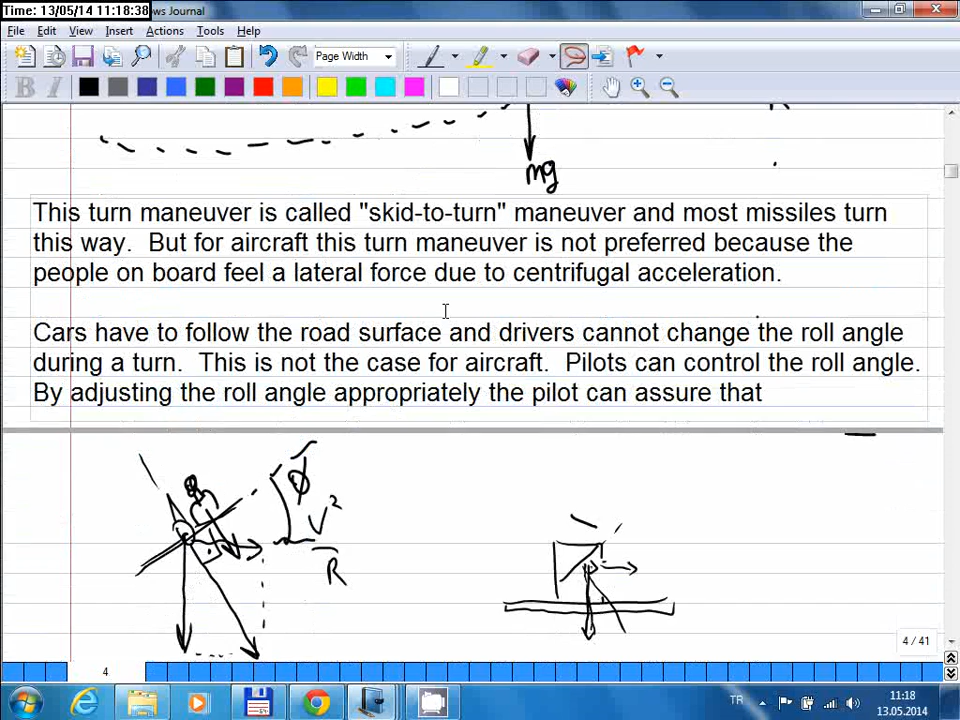 Time: 13/05/14 11:18:38
ws Journal
File Edit View Insert Actions Tools Help
Page Width
B I
mg
This turn maneuver is called "skid-to-turn" maneuver and most missiles turn
this way. But for aircraft this turn maneuver is not preferred because the
people on board feel a lateral force due to centrifugal acceleration.
Cars have to follow the road surface and drivers cannot change the roll angle
during a turn. This is not the case for aircraft. Pilots can control the roll angle.
By adjusting the roll angle appropriately the pilot can assure that
Φ
V²
R
4 / 41
4
TR
11:18
13.05.2014